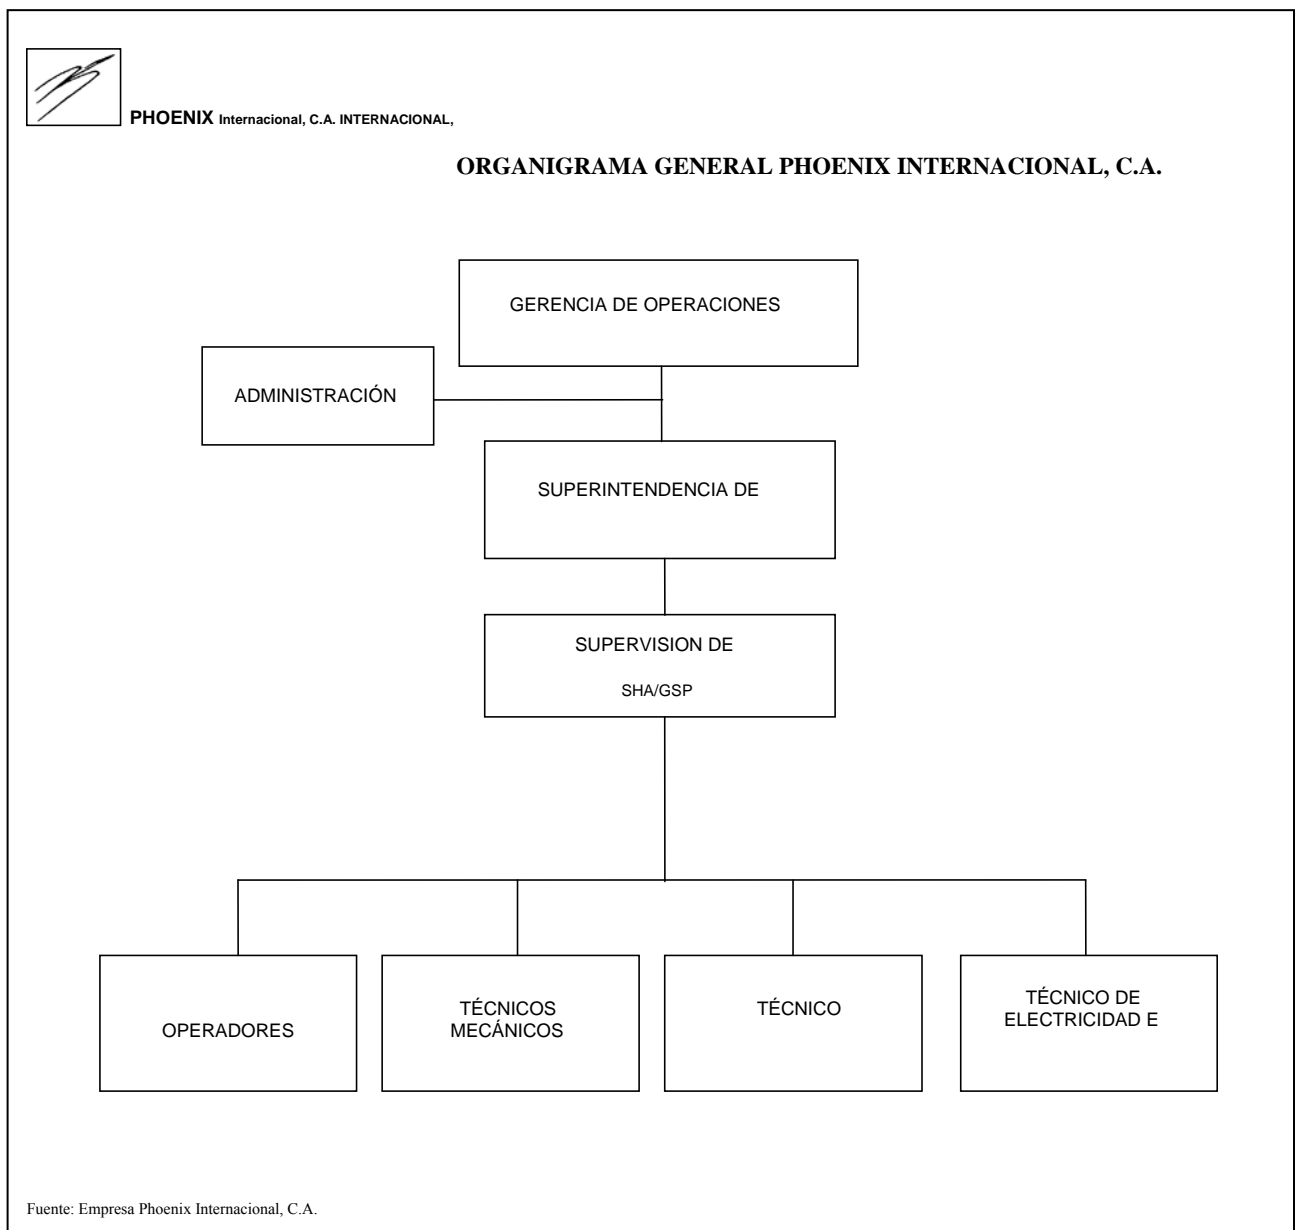 PHOENIX Internacional, C.A. INTERNACIONAL,
ORGANIGRAMA GENERAL PHOENIX INTERNACIONAL, C.A.
GERENCIA DE OPERACIONES
ADMINISTRACIÓN
SUPERINTENDENCIA DE
SUPERVISION DE
SHA/GSP
OPERADORES
TÉCNICOS
MECÁNICOS
TÉCNICO
TÉCNICO DE
ELECTRICIDAD E
Fuente: Empresa Phoenix Internacional, C.A.